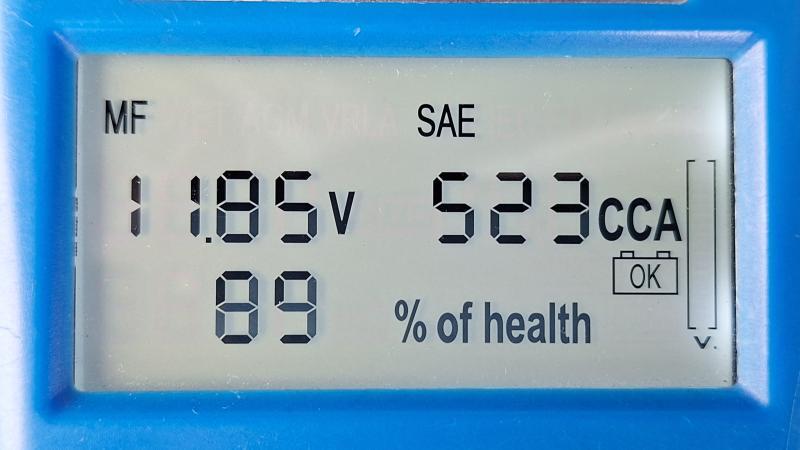 MF SAE
11.85V 523CCA
OK
89 % of health
V.